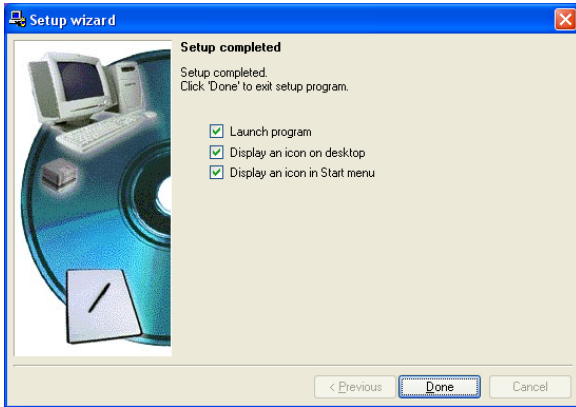 Setup wizard
Setup completed
Setup completed.
Click 'Done' to exit setup program.
Launch program
Display an icon on desktop
Display an icon in Start menu
< Previous
Done
Cancel